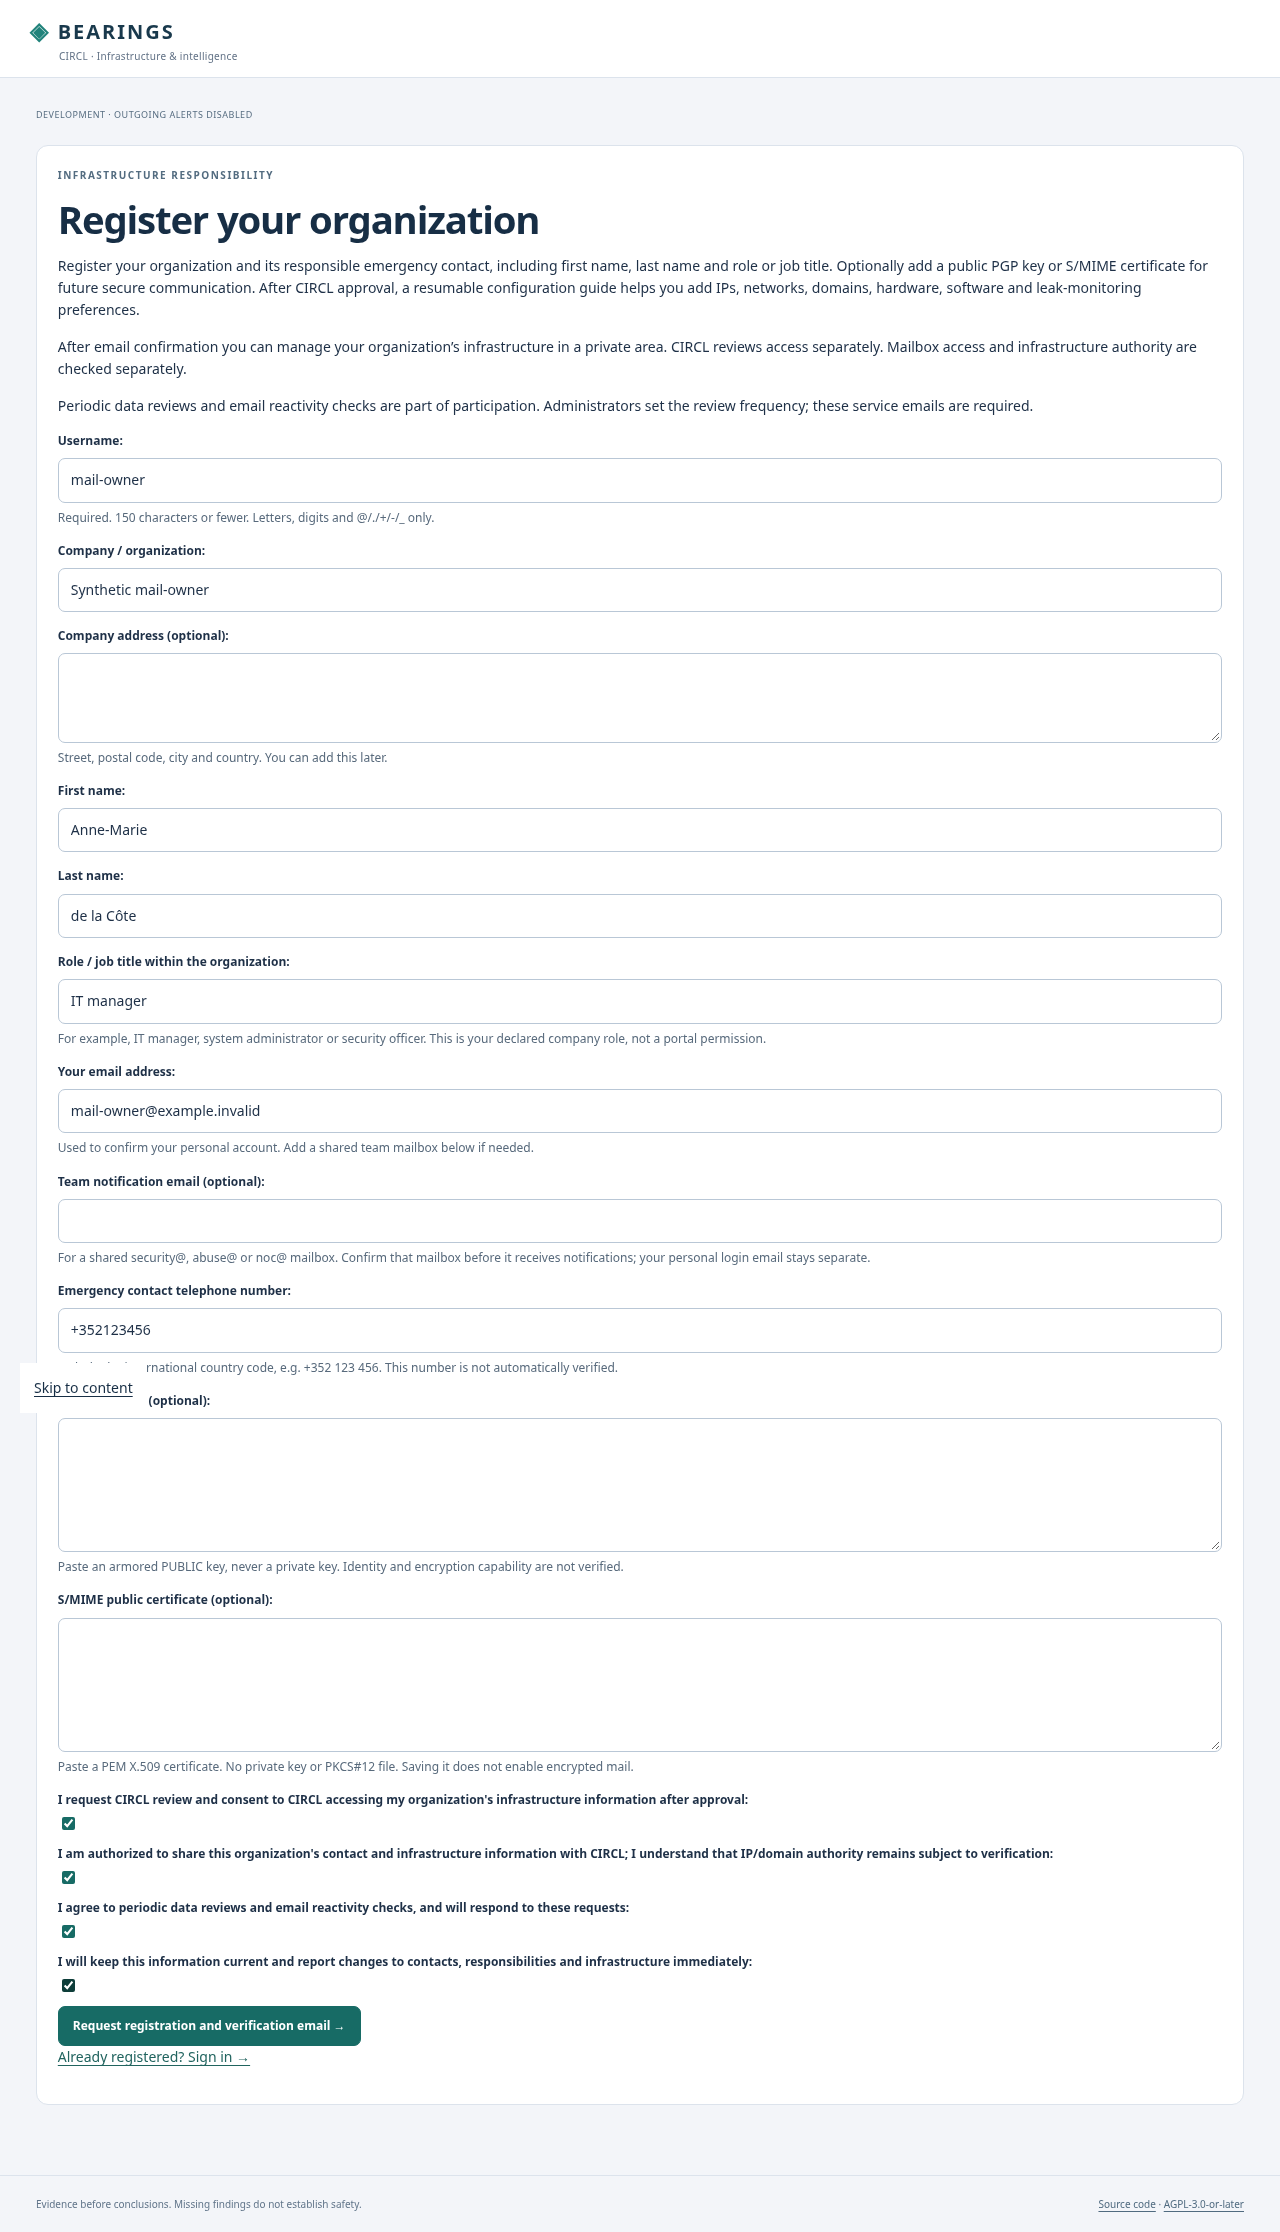 BEARINGS
CIRCL · Infrastructure & intelligence
DEVELOPMENT · OUTGOING ALERTS DISABLED
INFRASTRUCTURE RESPONSIBILITY
Register your organization
Register your organization and its responsible emergency contact, including first name, last name and role or job title. Optionally add a public PGP key or S/MIME certificate for
future secure communication. After CIRCL approval, a resumable configuration guide helps you add IPs, networks, domains, hardware, software and leak-monitoring
preferences.
After email confirmation you can manage your organization’s infrastructure in a private area. CIRCL reviews access separately. Mailbox access and infrastructure authority are
checked separately.
Periodic data reviews and email reactivity checks are part of participation. Administrators set the review frequency; these service emails are required.
Username:
mail-owner
Required. 150 characters or fewer. Letters, digits and @/./+/-/_ only.
Company / organization:
Synthetic mail-owner
Company address (optional):
Street, postal code, city and country. You can add this later.
First name:
Anne-Marie
Last name:
de la Côte
Role / job title within the organization:
IT manager
For example, IT manager, system administrator or security officer. This is your declared company role, not a portal permission.
Your email address:
mail-owner@example.invalid
Used to confirm your personal account. Add a shared team mailbox below if needed.
Team notification email (optional):
For a shared security@, abuse@ or noc@ mailbox. Confirm that mailbox before it receives notifications; your personal login email stays separate.
Emergency contact telephone number:
+352123456
rnational country code, e.g. +352 123 456. This number is not automatically verified.
Skip to content
(optional):
Paste an armored PUBLIC key, never a private key. Identity and encryption capability are not verified.
S/MIME public certificate (optional):
Paste a PEM X.509 certificate. No private key or PKCS#12 file. Saving it does not enable encrypted mail.
I request CIRCL review and consent to CIRCL accessing my organization's infrastructure information after approval:
I am authorized to share this organization's contact and infrastructure information with CIRCL; I understand that IP/domain authority remains subject to verification:
I agree to periodic data reviews and email reactivity checks, and will respond to these requests:
I will keep this information current and report changes to contacts, responsibilities and infrastructure immediately:
Request registration and verification email →
Already registered? Sign in →
Evidence before conclusions. Missing findings do not establish safety.
Source code · AGPL-3.0-or-later